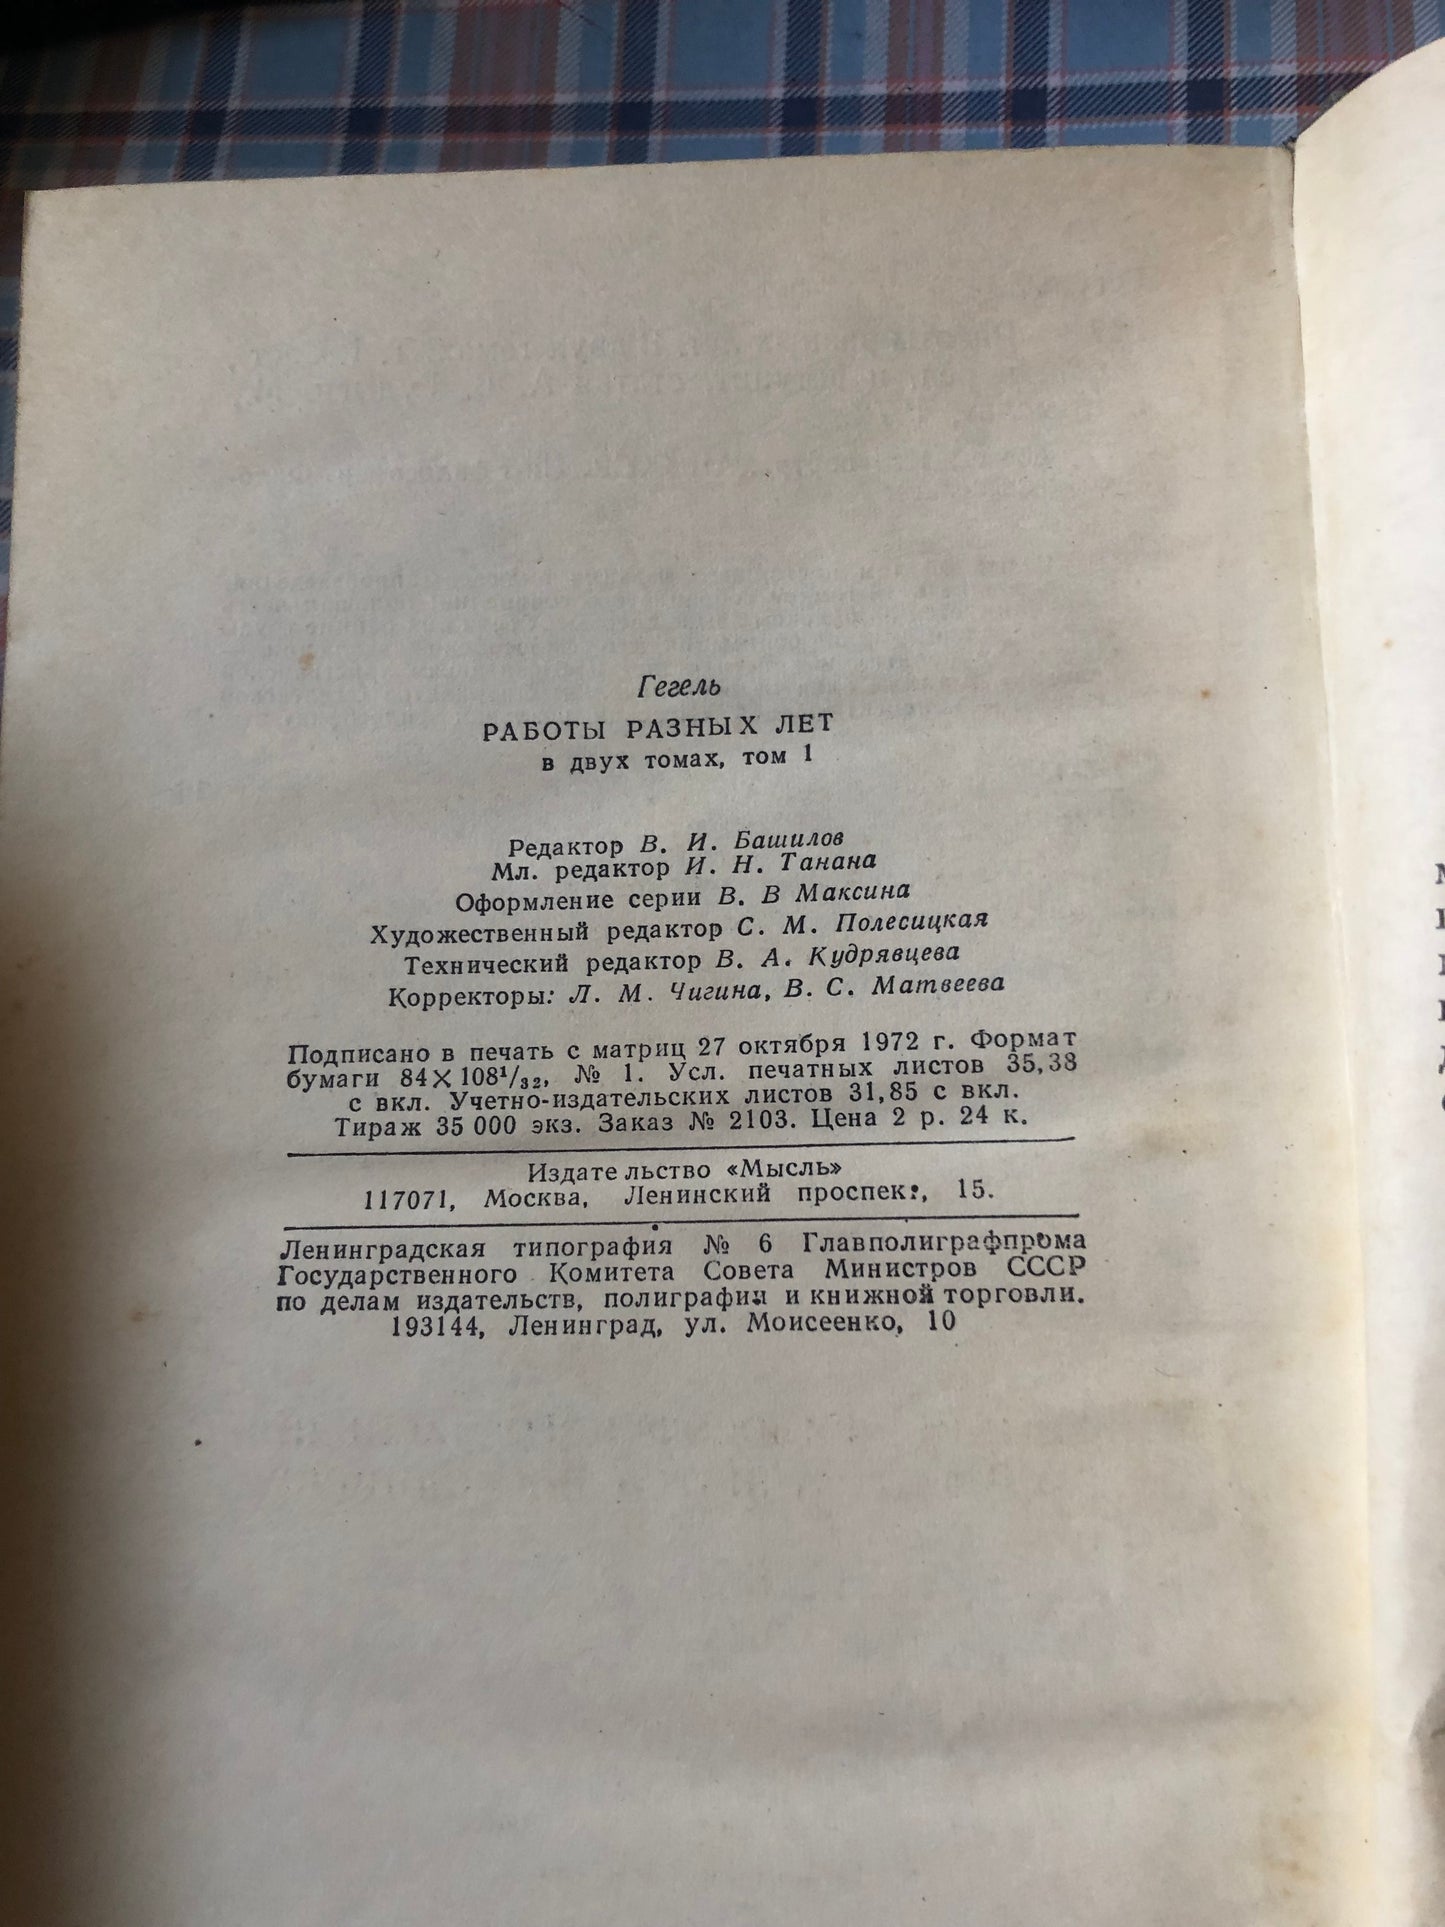 Гегель
РАБОТЫ РАЗНЫХ ЛЕТ
в двух томах, том 1
Редактор В. И. Башилов
Мл. редактор И. Н. Танана
Оформление серии В. В Максина
Художественный редактор С. М. Полесицкая
Технический редактор В. А. Кудрявцева
Корректоры: Л. М. Чигина, В. С. Матвеева
Подписано в печать с матриц 27 октября 1972 г. Формат
бумаги 84×108¹/₃₂, № 1. Усл. печатных листов 35,38
с вкл. Учетно-издательских листов 31,85 с вкл.
Тираж 35 000 экз. Заказ № 2103. Цена 2 р. 24 к.
Издательство «Мысль»
117071, Москва, Ленинский проспект, 15.
Ленинградская типография № 6 Главполиграфпрома
Государственного Комитета Совета Министров СССР
по делам издательств, полиграфии и книжной торговли.
193144, Ленинград, ул. Моисеенко, 10